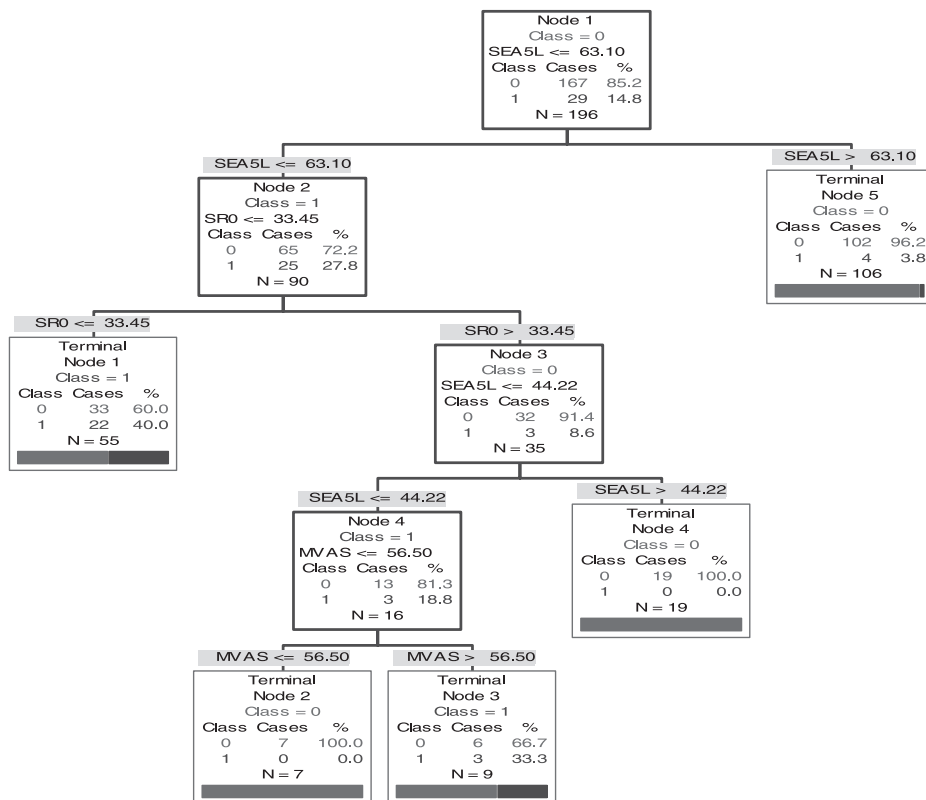 Node 1
Class = 0
SEA5L <= 63.10
Class Cases %
0 167 85.2
1 29 14.8
N = 196
SEA5L <= 63.10
Node 2
Class = 1
SR0 <= 33.45
Class Cases %
0 65 72.2
1 25 27.8
N = 90
SEA5L > 63.10
Terminal
Node 5
Class = 0
Class Cases %
0 102 96.2
1 4 3.8
N = 106
SR0 <= 33.45
Terminal
Node 1
Class = 1
Class Cases %
0 33 60.0
1 22 40.0
N = 55
SR0 > 33.45
Node 3
Class = 0
SEA5L <= 44.22
Class Cases %
0 32 91.4
1 3 8.6
N = 35
SEA5L <= 44.22
Node 4
Class = 1
MVAS <= 56.50
Class Cases %
0 13 81.3
1 3 18.8
N = 16
SEA5L > 44.22
Terminal
Node 4
Class = 0
Class Cases %
0 19 100.0
1 0 0.0
N = 19
MVAS <= 56.50
Terminal
Node 2
Class = 0
Class Cases %
0 7 100.0
1 0 0.0
N = 7
MVAS > 56.50
Terminal
Node 3
Class = 1
Class Cases %
0 6 66.7
1 3 33.3
N = 9